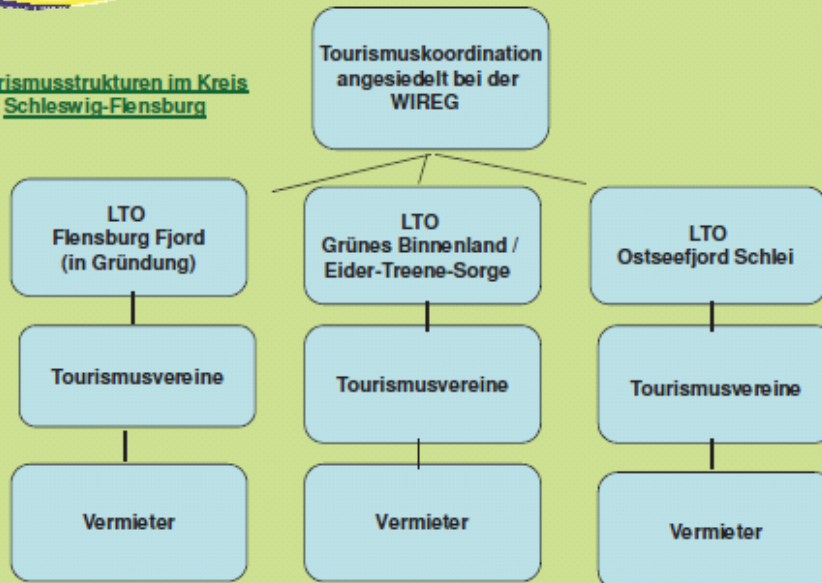 Tourismuskoordination
angesiedelt bei der
WIREG
im Kreis
Schleswig-Flensburg
LTO
Flensburg Fjord
(in Gründung)
LTO
Grünes Binnenland /
Eider-Treene-Sorge
LTO
Ostseefjord Schlei
Tourismusvereine
Tourismusvereine
Tourismusvereine
Vermieter
Vermieter
Vermieter